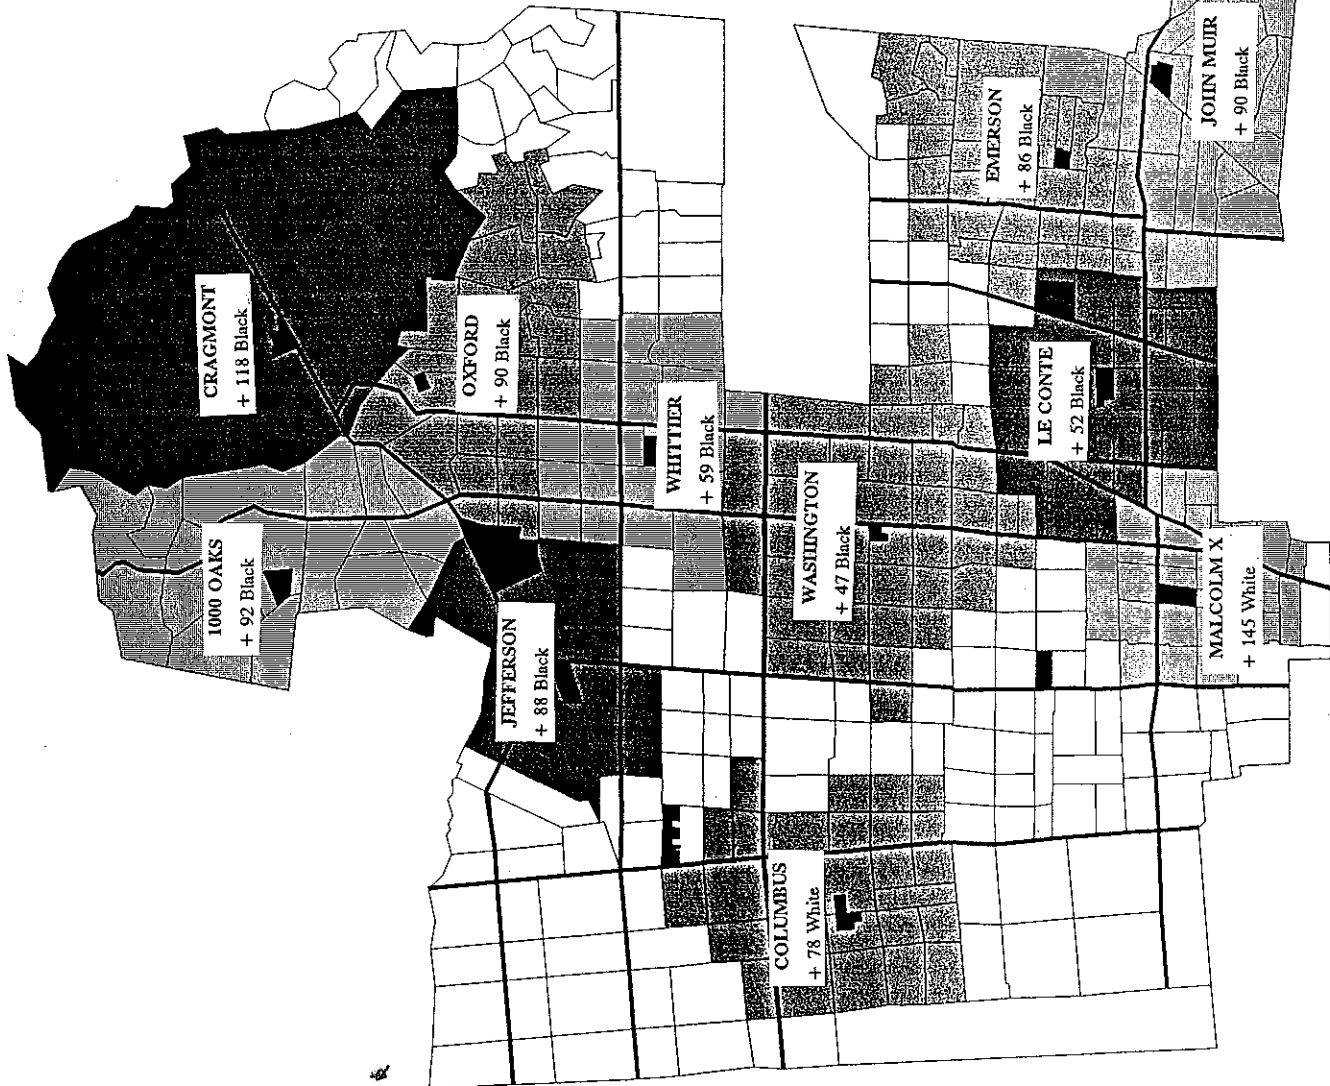 CRAGMONT
+ 118 Black
1000 OAKS
+ 92 Black
OXFORD
+ 90 Black
JEFFERSON
+ 88 Black
WHITTIER
+ 59 Black
WASHINGTON
+ 47 Black
COLUMBUS
+ 78 White
EMERSON
+ 86 Black
JOHN MUIR
+ 90 Black
LE CONTE
+ 52 Black
MALCOLM X
+ 145 White